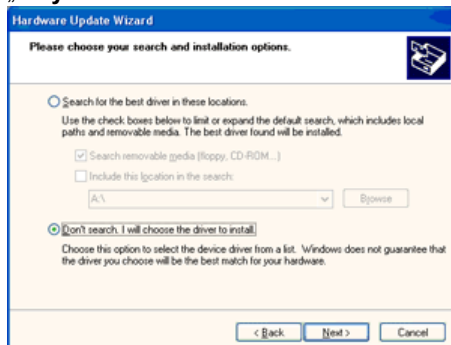 Hardware Update Wizard
Please choose your search and installation options.
Search for the best driver in these locations.
Use the check boxes below to limit or expand the default search, which includes local
paths and removable media. The best driver found will be installed.
Search removable media (floppy, CD-ROM...)
Include this location in the search:
A:\
Browse
Don't search. I will choose the driver to install.
Choose this option to select the device driver from a list. Windows does not guarantee that
the driver you choose will be the best match for your hardware.
< Back Next > Cancel